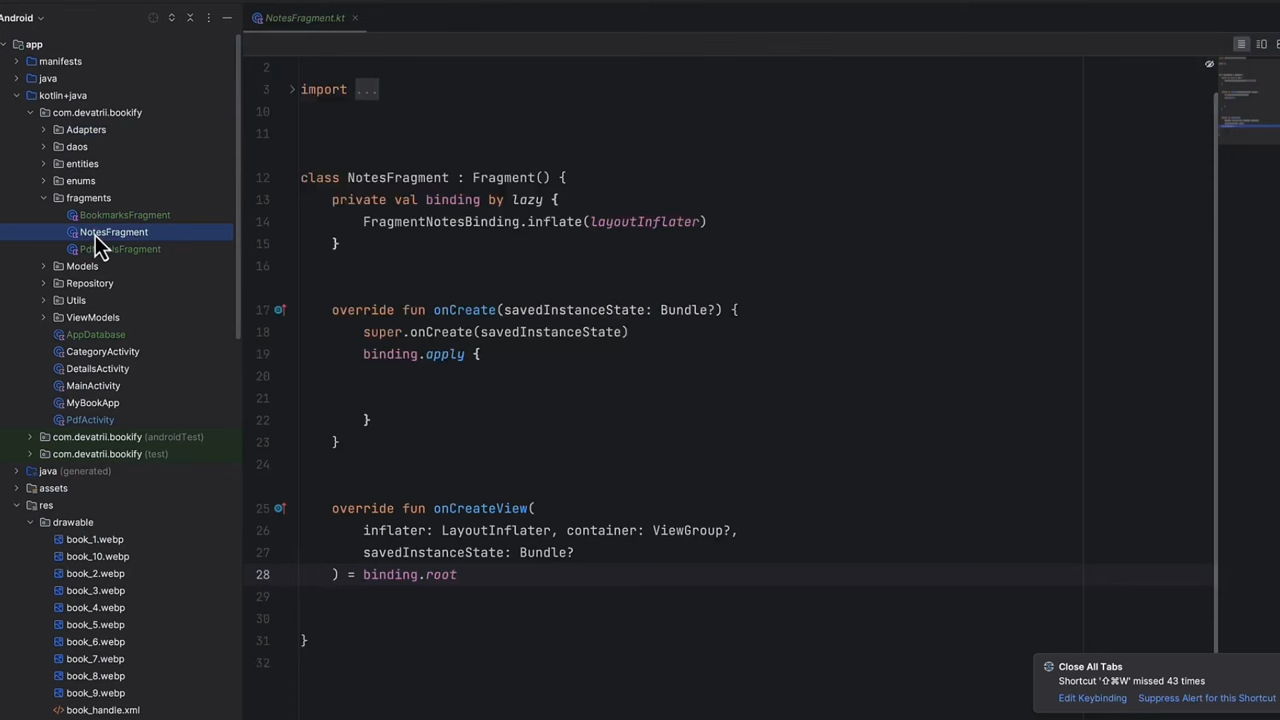 Android
NotesFragment.kt
app
manifests
java
kotlin+java
com.devatrii.bookify
Adapters
daos
entities
enums
fragments
BookmarksFragment
NotesFragment
lsFragment
Models
Repository
Utils
ViewModels
AppDatabase
CategoryActivity
DetailsActivity
MainActivity
MyBookApp
PdfActivity
com.devatrii.bookify (androidTest)
com.devatrii.bookify (test)
java (generated)
assets
res
drawable
book_1.webp
book_10.webp
book_2.webp
book_3.webp
book_4.webp
book_5.webp
book_6.webp
book_7.webp
book_8.webp
book_9.webp
book_handle.xml
2
3 import ...
10
11
12 class NotesFragment : Fragment() {
13 private val binding by lazy {
14 FragmentNotesBinding.inflate(layoutInflater)
15 }
16
17 override fun onCreate(savedInstanceState: Bundle?) {
18 super.onCreate(savedInstanceState)
19 binding.apply {
20
21
22 }
23 }
24
25 override fun onCreateView(
26 inflater: LayoutInflater, container: ViewGroup?,
27 savedInstanceState: Bundle?
28 ) = binding.root
29
30
31 }
32
Close All Tabs
Shortcut '⇧⌘W' missed 43 times
Edit Keybinding Suppress Alert for this Shortcut